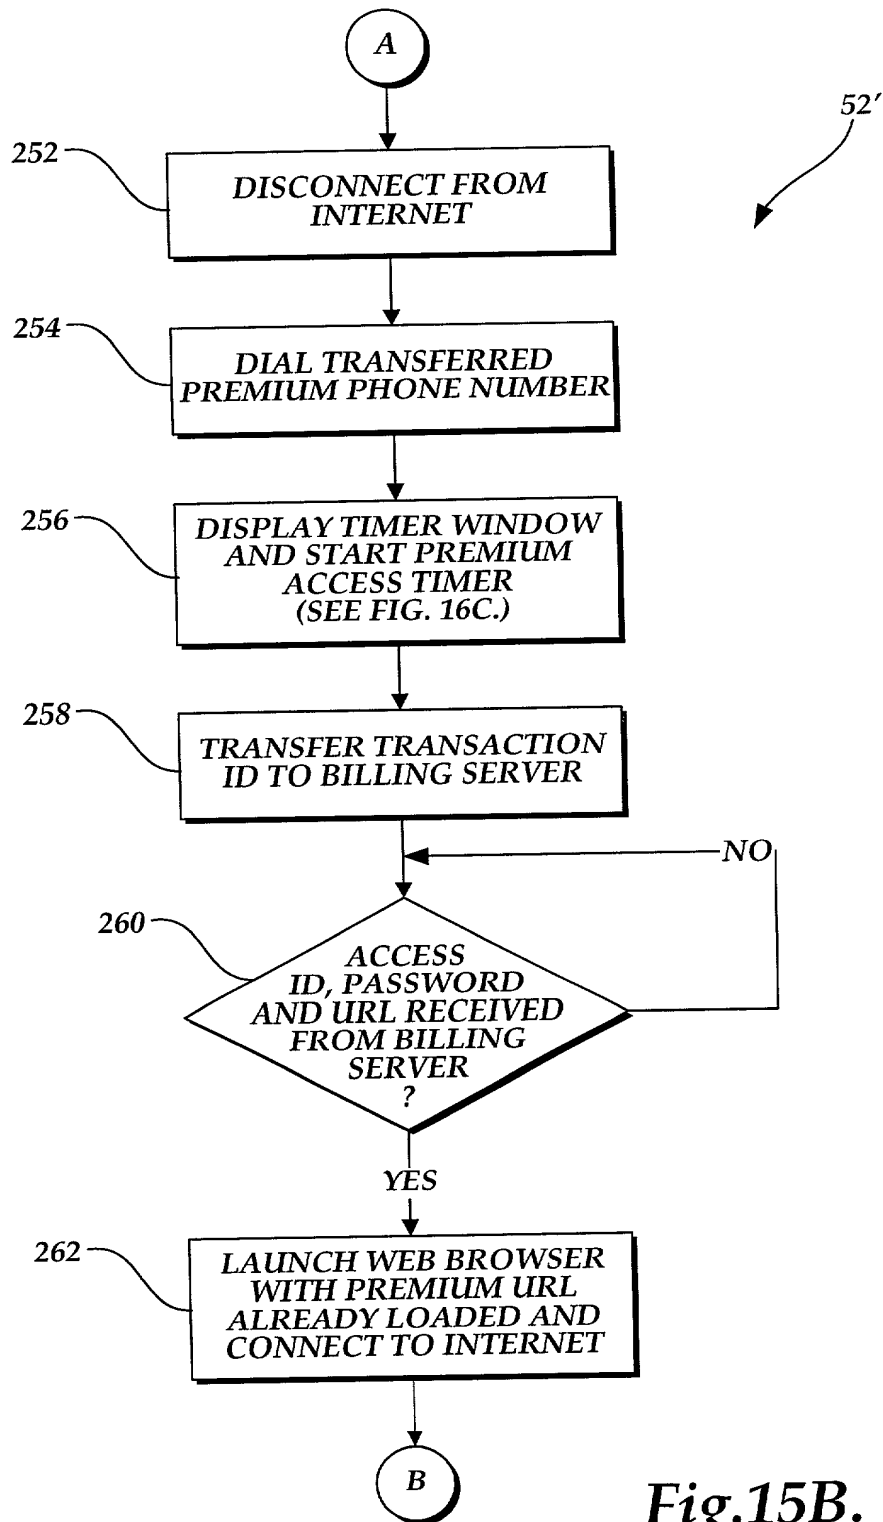 A
52'
252
DISCONNECT FROM
INTERNET
254
DIAL TRANSFERRED
PREMIUM PHONE NUMBER
256
DISPLAY TIMER WINDOW
AND START PREMIUM
ACCESS TIMER
(SEE FIG. 16C.)
258
TRANSFER TRANSACTION
ID TO BILLING SERVER
NO
260
ACCESS
ID, PASSWORD
AND URL RECEIVED
FROM BILLING
SERVER
?
YES
262
LAUNCH WEB BROWSER
WITH PREMIUM URL
ALREADY LOADED AND
CONNECT TO INTERNET
B
Fig.15B.